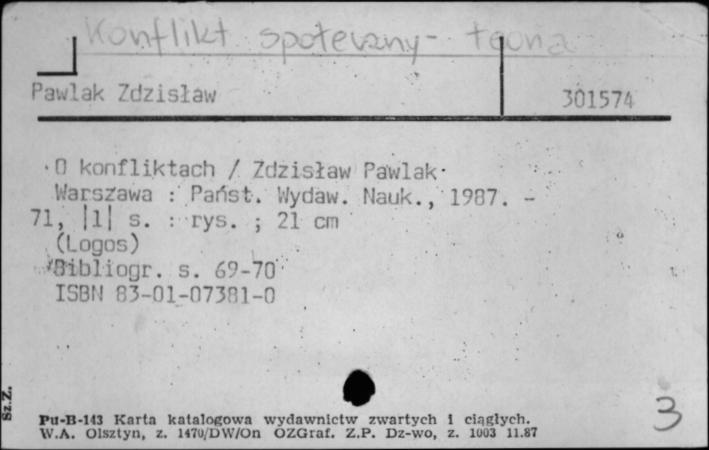 Konflikt społeczny - teoria
Pawlak Zdzisław 301574
O konfliktach / Zdzisław Pawlak
Warszawa : Państ. Wydaw. Nauk., 1987. -
71, |1| s. : rys. ; 21 cm
(Logos)
Bibliogr. s. 69-70
ISBN 83-01-07381-0
3
Sz.Z.
Pu-B-143 Karta katalogowa wydawnictw zwartych i ciągłych.
W.A. Olsztyn, z. 1470/DW/On OZGraf. Z.P. Dz-wo, z. 1003 11.87